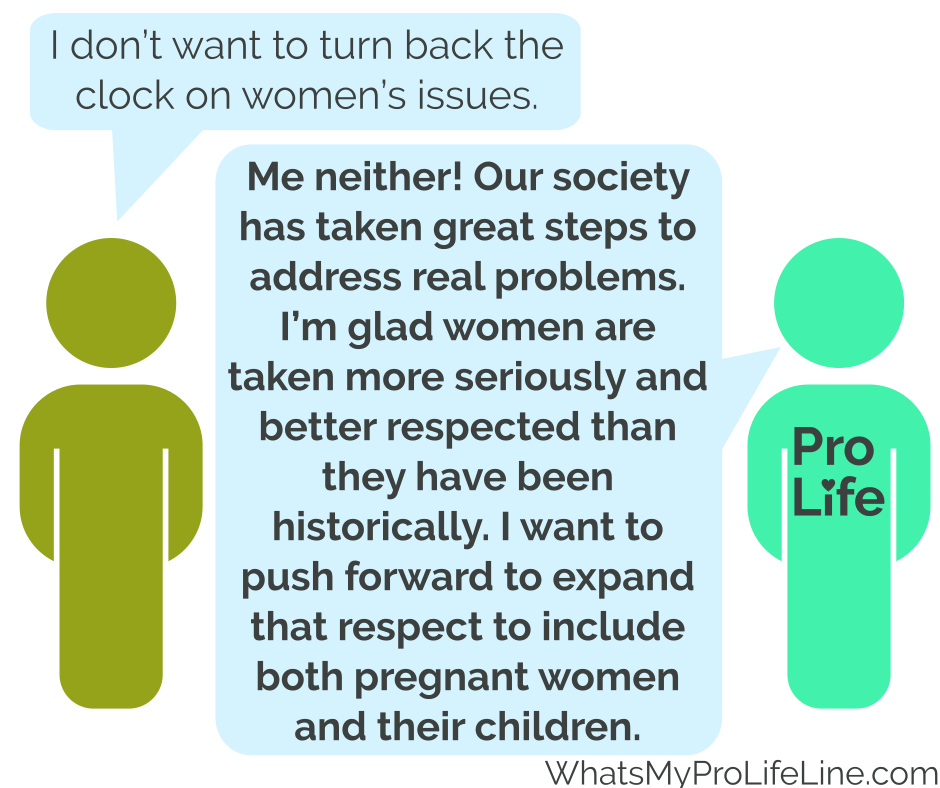 I don’t want to turn back the
clock on women’s issues.
Me neither! Our society
has taken great steps to
address real problems.
I’m glad women are
taken more seriously and
better respected than
they have been
historically. I want to
push forward to expand
that respect to include
both pregnant women
and their children.
Pro
Life
WhatsMyProLifeLine.com